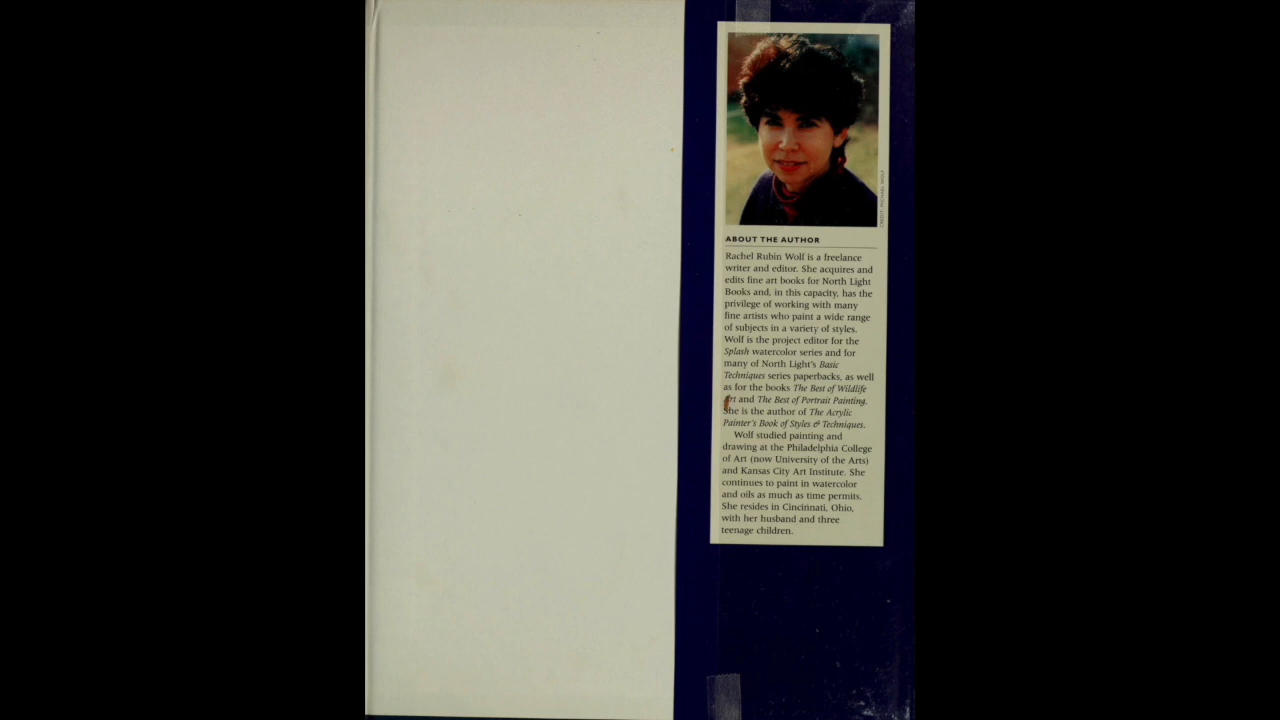 CREDIT: MICHAEL WOLF
ABOUT THE AUTHOR
Rachel Rubin Wolf is a freelance
writer and editor. She acquires and
edits fine art books for North Light
Books and, in this capacity, has the
privilege of working with many
fine artists who paint a wide range
of subjects in a variety of styles.
Wolf is the project editor for the
Splash watercolor series and for
many of North Light's Basic
Techniques series paperbacks, as well
as for the books The Best of Wildlife
Art and The Best of Portrait Painting.
She is the author of The Acrylic
Painter's Book of Styles & Techniques.
Wolf studied painting and
drawing at the Philadelphia College
of Art (now University of the Arts)
and Kansas City Art Institute. She
continues to paint in watercolor
and oils as much as time permits.
She resides in Cincinnati, Ohio,
with her husband and three
teenage children.